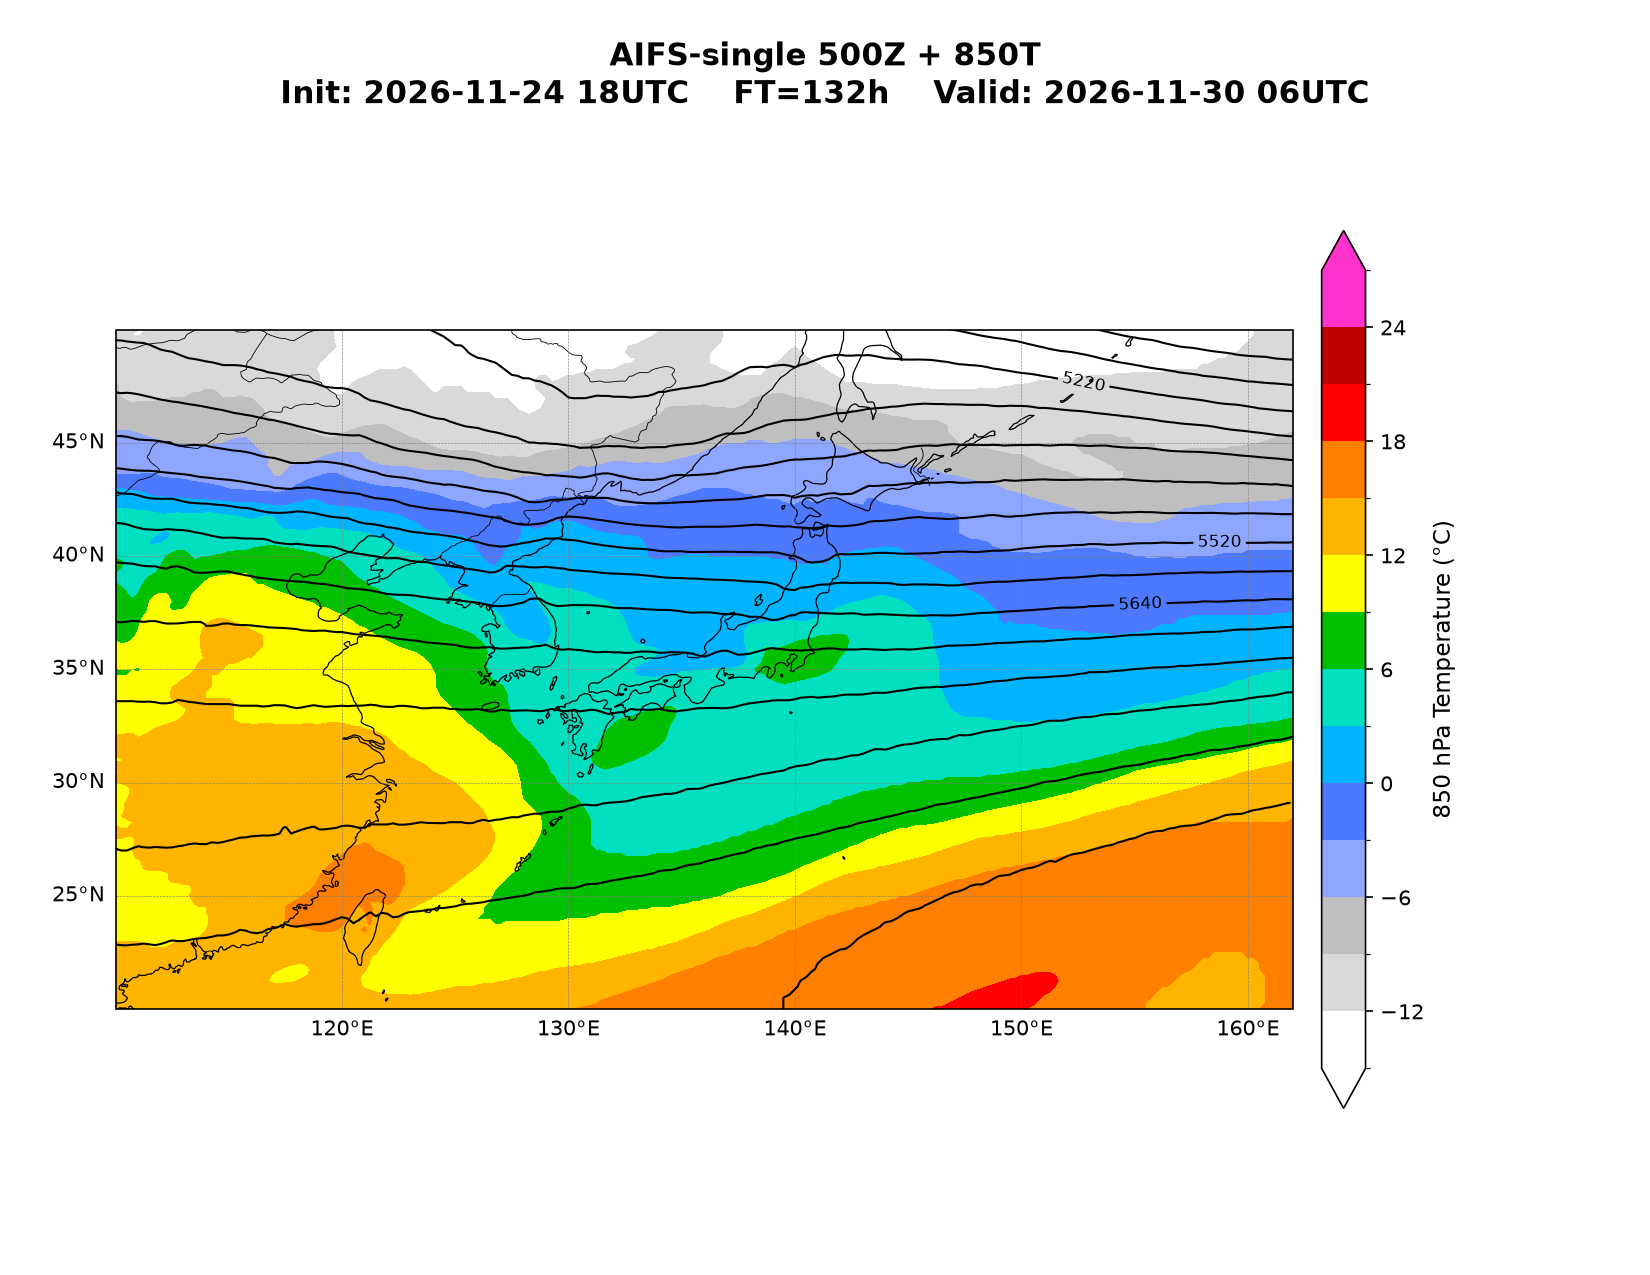 AIFS-single 500Z + 850T
Init: 2026-11-24 18UTC    FT=132h    Valid: 2026-11-30 06UTC
5220
5520
5640
45°N
40°N
35°N
30°N
25°N
120°E
130°E
140°E
150°E
160°E
24
18
12
6
0
−6
−12
850 hPa Temperature (°C)